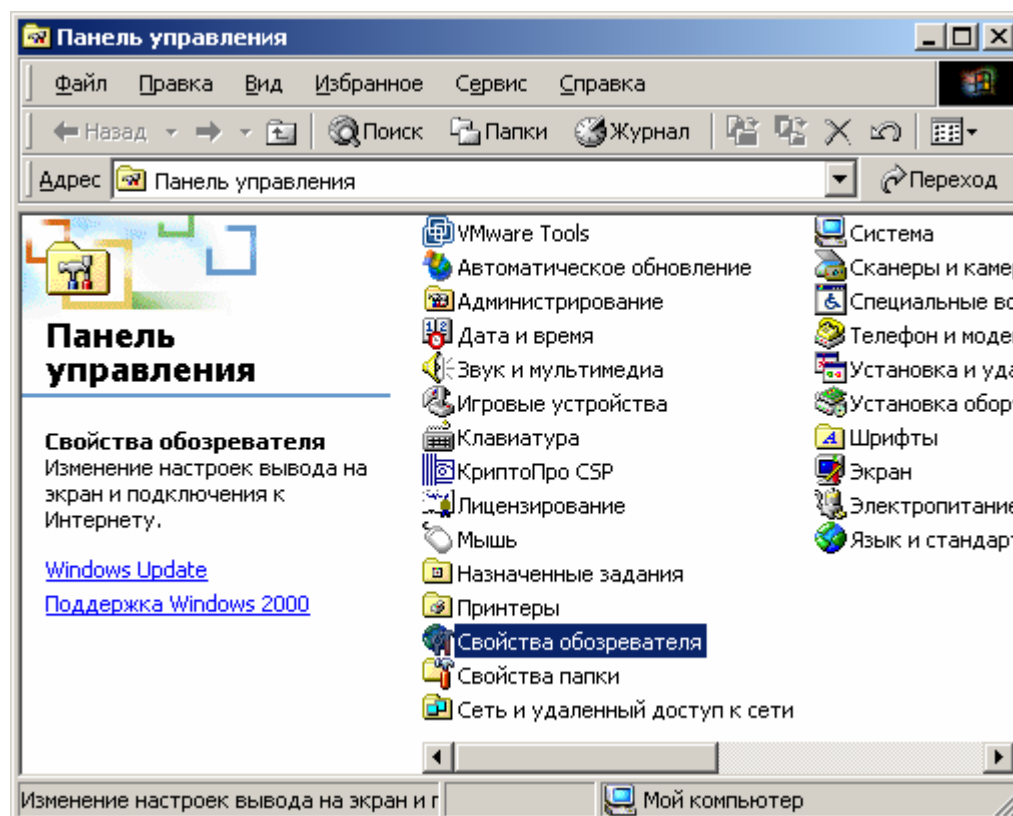 Панель управления
Файл Правка Вид Избранное Сервис Справка
Назад Поиск Папки Журнал
Адрес Панель управления Переход
Панель
управления
Свойства обозревателя
Изменение настроек вывода на
экран и подключения к
Интернету.
Windows Update
Поддержка Windows 2000
VMware Tools
Автоматическое обновление
Администрирование
Дата и время
Звук и мультимедиа
Игровые устройства
Клавиатура
КриптоПро CSP
Лицензирование
Мышь
Назначенные задания
Принтеры
Свойства обозревателя
Свойства папки
Сеть и удаленный доступ к сети
Система
Сканеры и каме
Специальные во
Телефон и моде
Установка и уда
Установка обор
Шрифты
Экран
Электропитание
Язык и стандар
Изменение настроек вывода на экран и г Мой компьютер